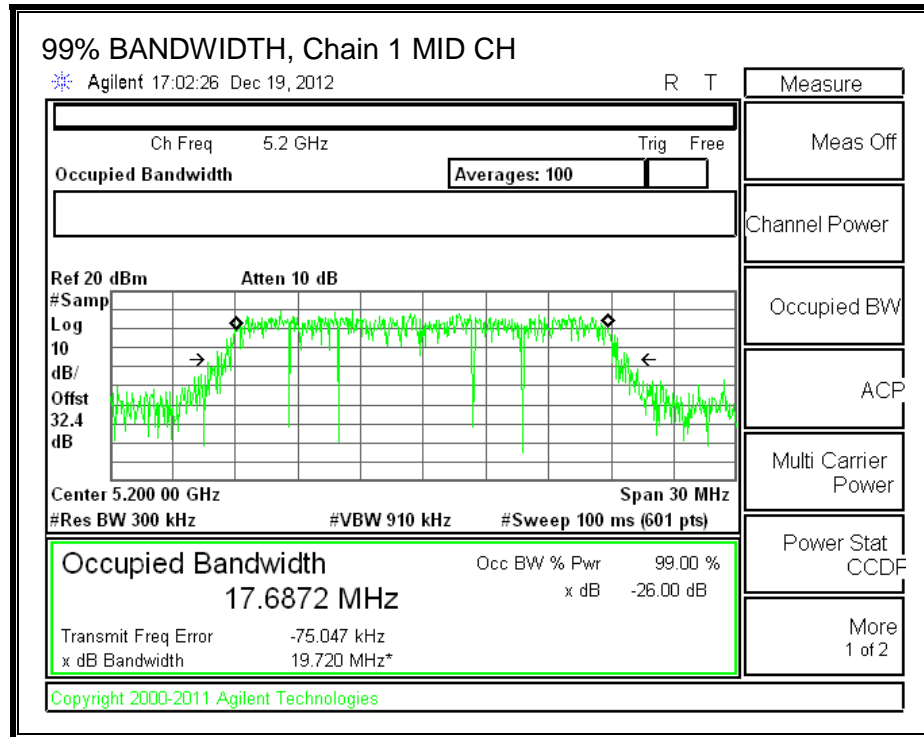 99% BANDWIDTH, Chain 1 MID CH
Agilent 17:02:26 Dec 19, 2012 R T
Measure
Ch Freq 5.2 GHz Trig Free
Meas Off
Occupied Bandwidth Averages: 100
Channel Power
Ref 20 dBm Atten 10 dB
#Samp
Log
10
dB/
Offst
32.4
dB
Occupied BW
ACP
Center 5.200 00 GHz Span 30 MHz
#Res BW 300 kHz #VBW 910 kHz #Sweep 100 ms (601 pts)
Multi Carrier
Power
Occupied Bandwidth Occ BW % Pwr 99.00 %
17.6872 MHz x dB -26.00 dB
Transmit Freq Error -75.047 kHz
x dB Bandwidth 19.720 MHz*
Power Stat
CCDF
More
1 of 2
Copyright 2000-2011 Agilent Technologies